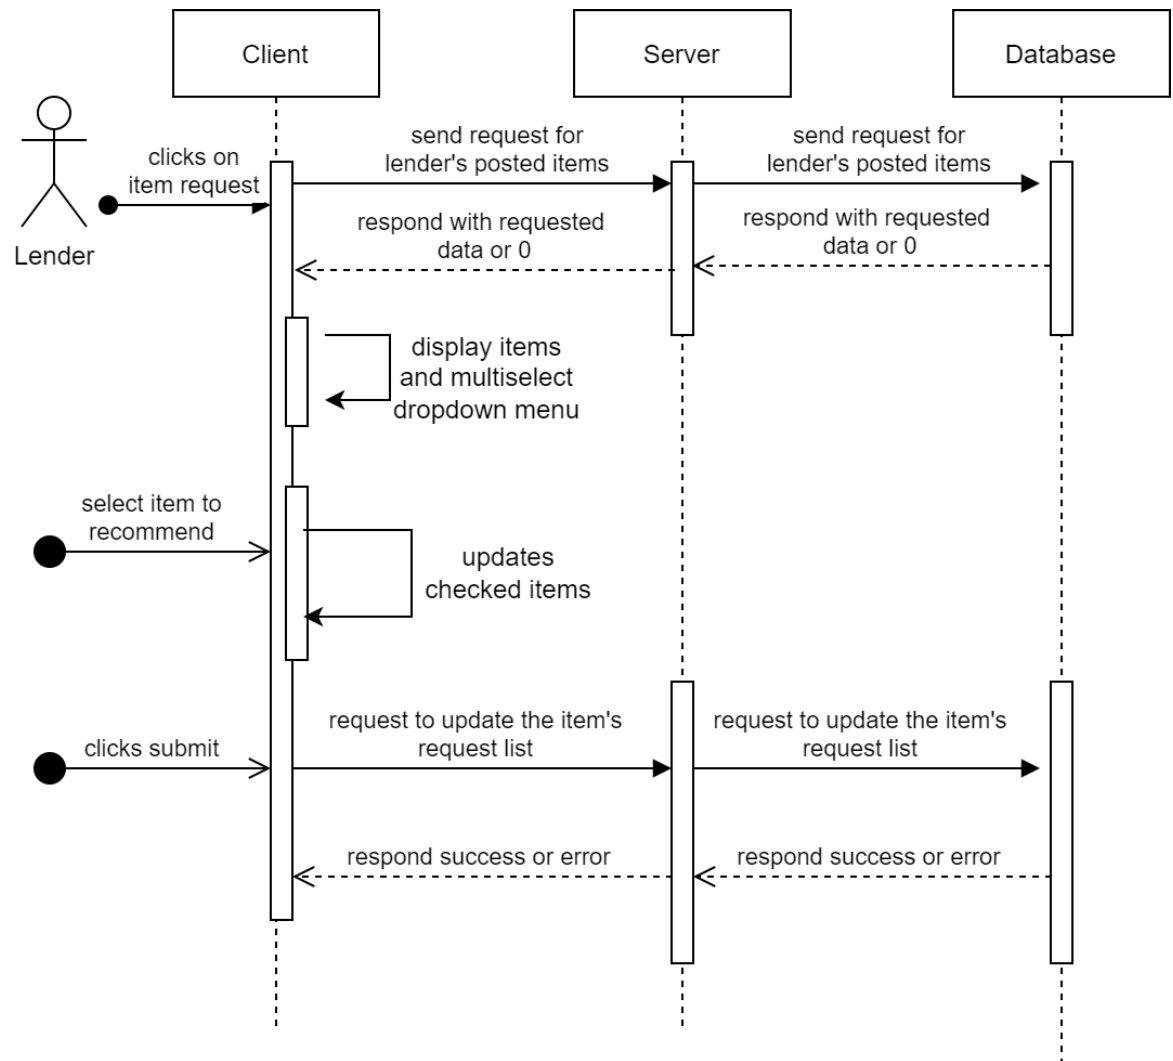 Client
Server
Database
Lender
clicks on
item request
send request for
lender's posted items
send request for
lender's posted items
respond with requested
data or 0
respond with requested
data or 0
display items
and multiselect
dropdown menu
select item to
recommend
updates
checked items
clicks submit
request to update the item's
request list
request to update the item's
request list
respond success or error
respond success or error